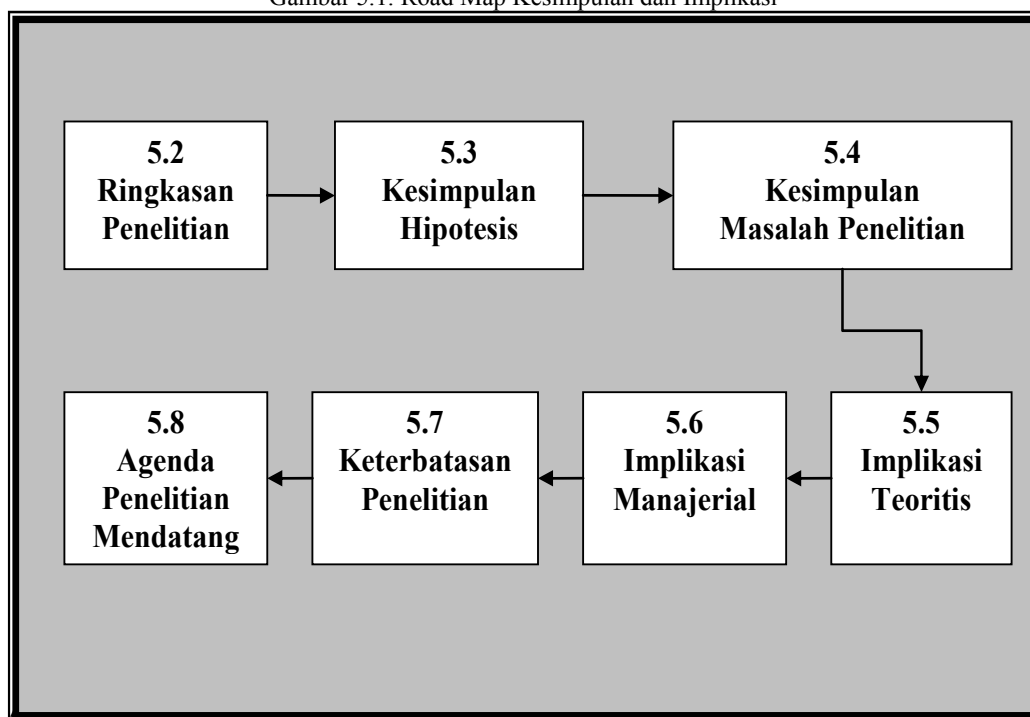 Gambar 5.1. Road Map Kesimpulan dan Implikasi
5.2
Ringkasan
Penelitian
5.3
Kesimpulan
Hipotesis
5.4
Kesimpulan
Masalah Penelitian
5.5
Implikasi
Teoritis
5.6
Implikasi
Manajerial
5.7
Keterbatasan
Penelitian
5.8
Agenda
Penelitian
Mendatang